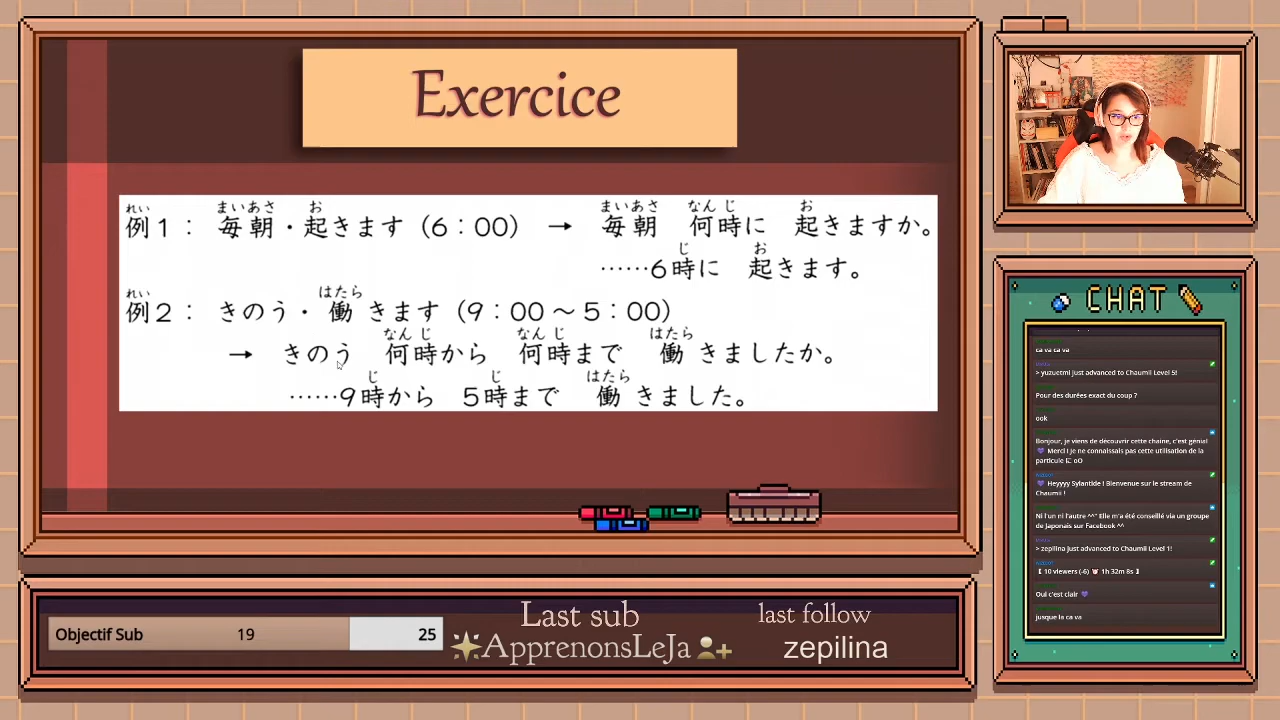 Exercice
れい まいあさ お まいあさ なんじ お
例1： 毎朝・起きます（6：00） → 毎朝 何時に 起きますか。
じ お
……6時に 起きます。
れい はたら
例2： きのう・働きます（9：00～5：00）
なんじ なんじ はたら
→ きのう 何時から 何時まで 働きましたか。
じ じ はたら
……9時から 5時まで 働きました。
CHAT
ca va ca va
> yuzuetmi just advanced to Chaumii Level 5!
Pour des durées exact du coup ?
ook
Bonjour, je viens de découvrir cette chaine, c'est génial
💜 Merci ! je ne connaissais pas cette utilisation de la
particule に oO
💜 Heyyyy Sylantide ! Bienvenue sur le stream de
Chaumii !
Ni l'un ni l'autre ^^" Elle m'a été conseillé via un groupe
de Japonais sur Facebook ^^
> zepilina just advanced to Chaumii Level 1!
10 viewers (-6) 1h 32m 8s
Oui c'est clair 💜
jusque la ca va
Objectif Sub 19 25
Last sub
ApprenonsLeJa
last follow
zepilina